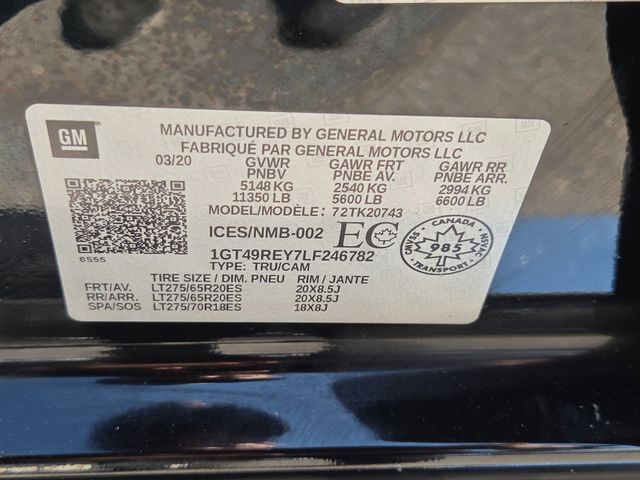 GM
MANUFACTURED BY GENERAL MOTORS LLC
FABRIQUÉ PAR GENERAL MOTORS LLC
03/20 GVWR GAWR FRT GAWR RR
PNBV PNBE AV. PNBE ARR.
5148 KG 2540 KG 2994 KG
11350 LB 5600 LB 6600 LB
MODEL/MODÈLE: 72TK20743
ICES/NMB-002 EC
CANADA
985
TRANSPORT
SVNAC NSVAC
8555
1GT49REY7LF246782
TYPE: TRU/CAM
TIRE SIZE / DIM. PNEU RIM / JANTE
FRT/AV. LT275/65R20ES 20X8.5J
RR/ARR. LT275/65R20ES 20X8.5J
SPA/SOS LT275/70R18ES 18X8J